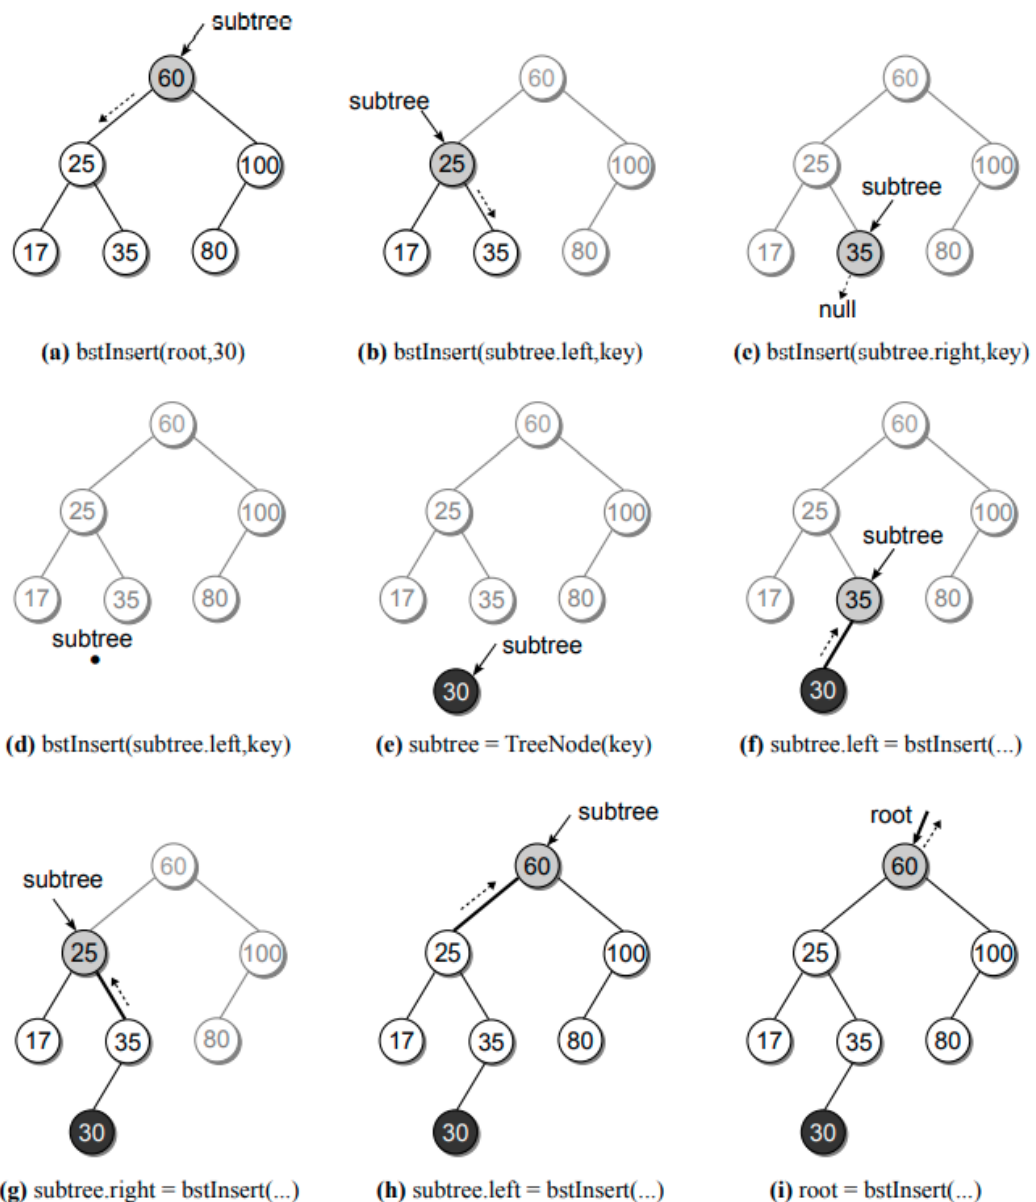 subtree
60
25 100
17 35 80
(a) bstInsert(root,30)
60
subtree
25 100
17 35 80
(b) bstInsert(subtree.left,key)
60
25 100
subtree
17 35 80
null
(c) bstInsert(subtree.right,key)
60
25 100
17 35 80
subtree
(d) bstInsert(subtree.left,key)
60
25 100
17 35 80
subtree
30
(e) subtree = TreeNode(key)
60
25 100
subtree
17 35 80
30
(f) subtree.left = bstInsert(...)
60
subtree
25 100
17 35 80
30
(g) subtree.right = bstInsert(...)
subtree
60
25 100
17 35 80
30
(h) subtree.left = bstInsert(...)
root
60
25 100
17 35 80
30
(i) root = bstInsert(...)